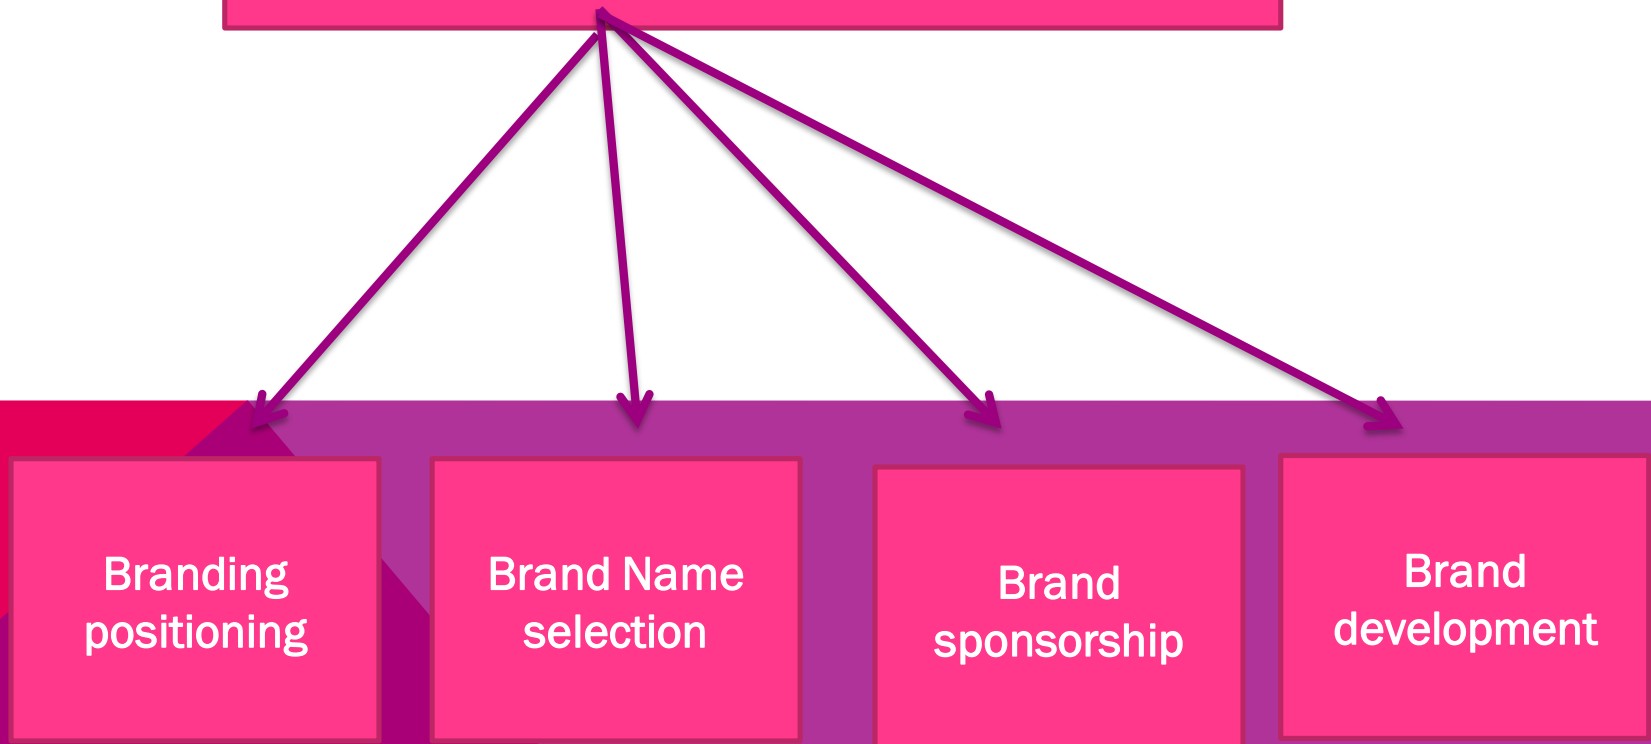 Branding
positioning
Brand Name
selection
Brand
sponsorship
Brand
development